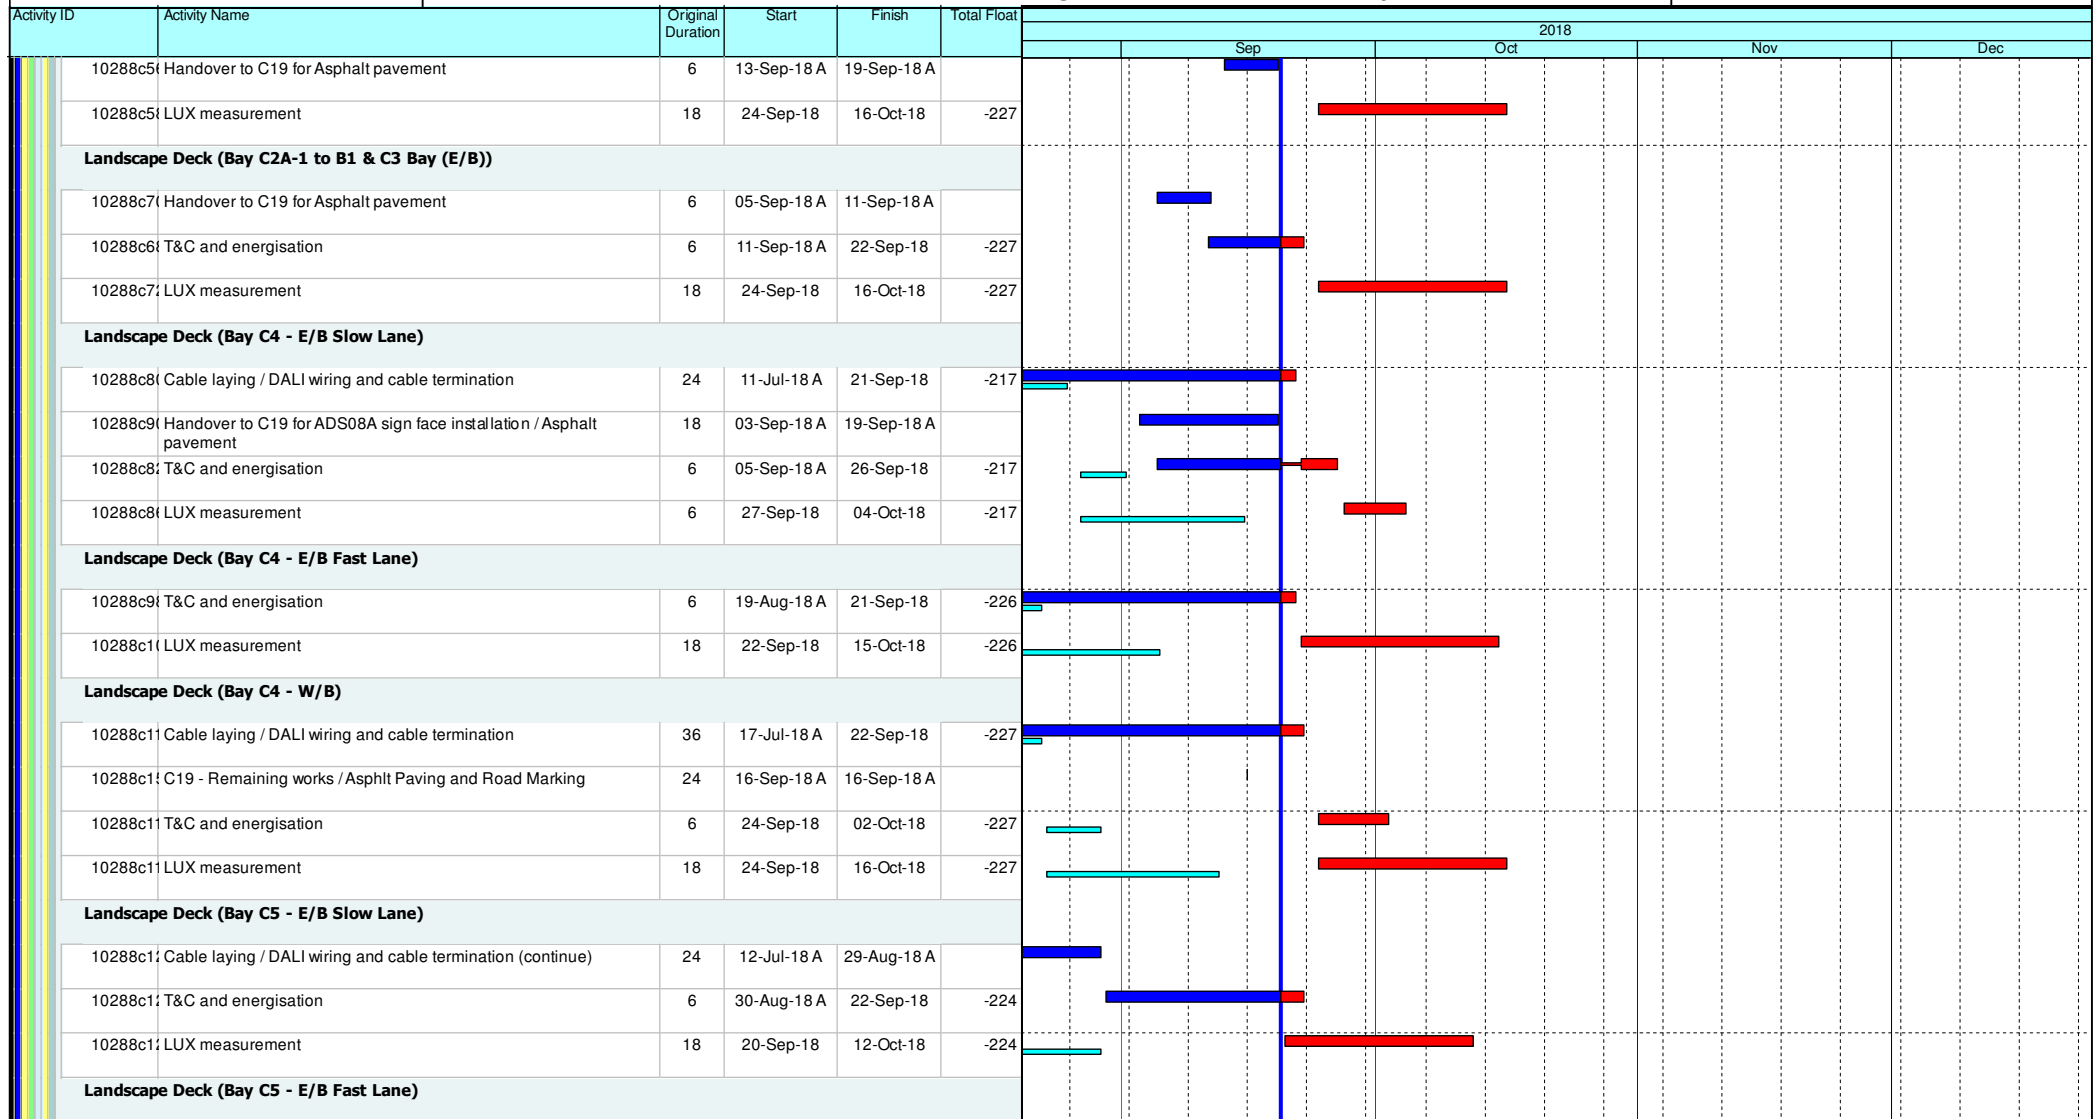 Activity ID Activity Name Original Start Finish Total Float
Duration
2018
Sep Oct Nov Dec
10288c5 Handover to C19 for Asphalt pavement 6 13-Sep-18 A 19-Sep-18 A
10288c5 LUX measurement 18 24-Sep-18 16-Oct-18 -227
Landscape Deck (Bay C2A-1 to B1 & C3 Bay (E/B))
10288c7 Handover to C19 for Asphalt pavement 6 05-Sep-18 A 11-Sep-18 A
10288c6 T&C and energisation 6 11-Sep-18 A 22-Sep-18 -227
10288c7 LUX measurement 18 24-Sep-18 16-Oct-18 -227
Landscape Deck (Bay C4 - E/B Slow Lane)
10288c8 Cable laying / DALI wiring and cable termination 24 11-Jul-18 A 21-Sep-18 -217
10288c9 Handover to C19 for ADS08A sign face installation / Asphalt 18 03-Sep-18 A 19-Sep-18 A
pavement
10288c8 T&C and energisation 6 05-Sep-18 A 26-Sep-18 -217
10288c8 LUX measurement 6 27-Sep-18 04-Oct-18 -217
Landscape Deck (Bay C4 - E/B Fast Lane)
10288c9 T&C and energisation 6 19-Aug-18 A 21-Sep-18 -226
10288c1 LUX measurement 18 22-Sep-18 15-Oct-18 -226
Landscape Deck (Bay C4 - W/B)
10288c1 Cable laying / DALI wiring and cable termination 36 17-Jul-18 A 22-Sep-18 -227
10288c1 C19 - Remaining works / Asphlt Paving and Road Marking 24 16-Sep-18 A 16-Sep-18 A
10288c1 T&C and energisation 6 24-Sep-18 02-Oct-18 -227
10288c1 LUX measurement 18 24-Sep-18 16-Oct-18 -227
Landscape Deck (Bay C5 - E/B Slow Lane)
10288c1 Cable laying / DALI wiring and cable termination (continue) 24 12-Jul-18 A 29-Aug-18 A
10288c1 T&C and energisation 6 30-Aug-18 A 22-Sep-18 -224
10288c1 LUX measurement 18 20-Sep-18 12-Oct-18 -224
Landscape Deck (Bay C5 - E/B Fast Lane)